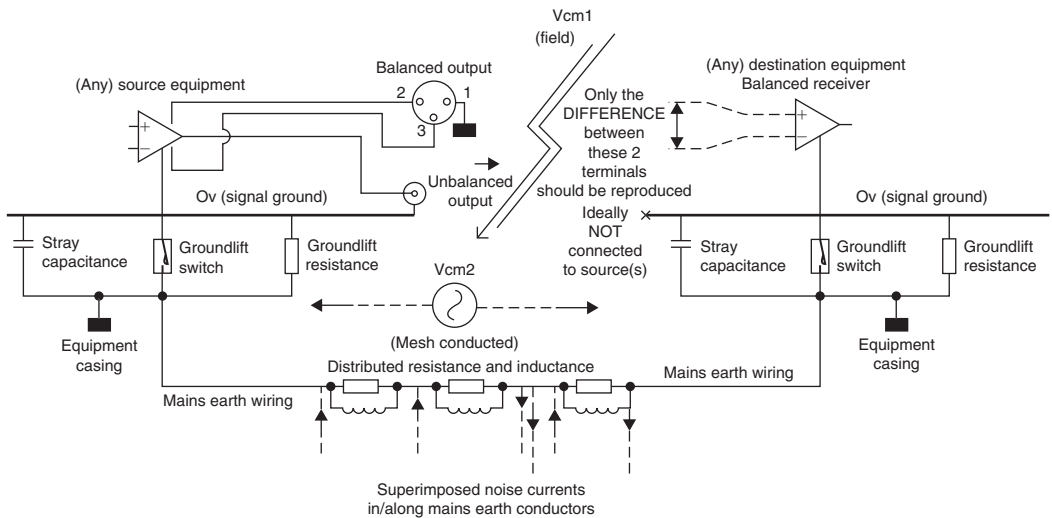 Vcm1
(field)
(Any) source equipment
Balanced output
2
1
3
+
−
Unbalanced
output
(Any) destination equipment
Balanced receiver
Only the
DIFFERENCE
between
these 2
terminals
should be reproduced
+
−
Ideally
NOT
connected
to source(s)
Ov (signal ground)
Ov (signal ground)
Stray
capacitance
Groundlift
switch
Groundlift
resistance
Stray
capacitance
Groundlift
switch
Groundlift
resistance
Vcm2
(Mesh conducted)
Equipment
casing
Equipment
casing
Distributed resistance and inductance
Mains earth wiring
Mains earth wiring
Superimposed noise currents
in/along mains earth conductors